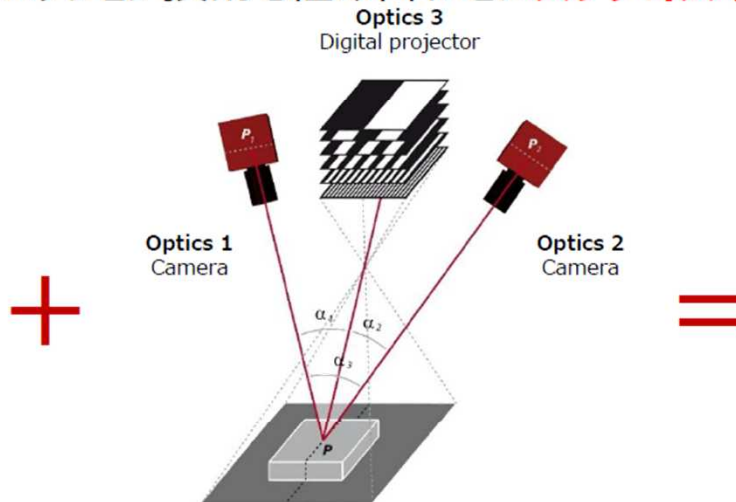 Optics 3
Digital projector
P₁
P₂
Optics 1
Camera
Optics 2
Camera
+
=
α₁
α₂
α₃
P